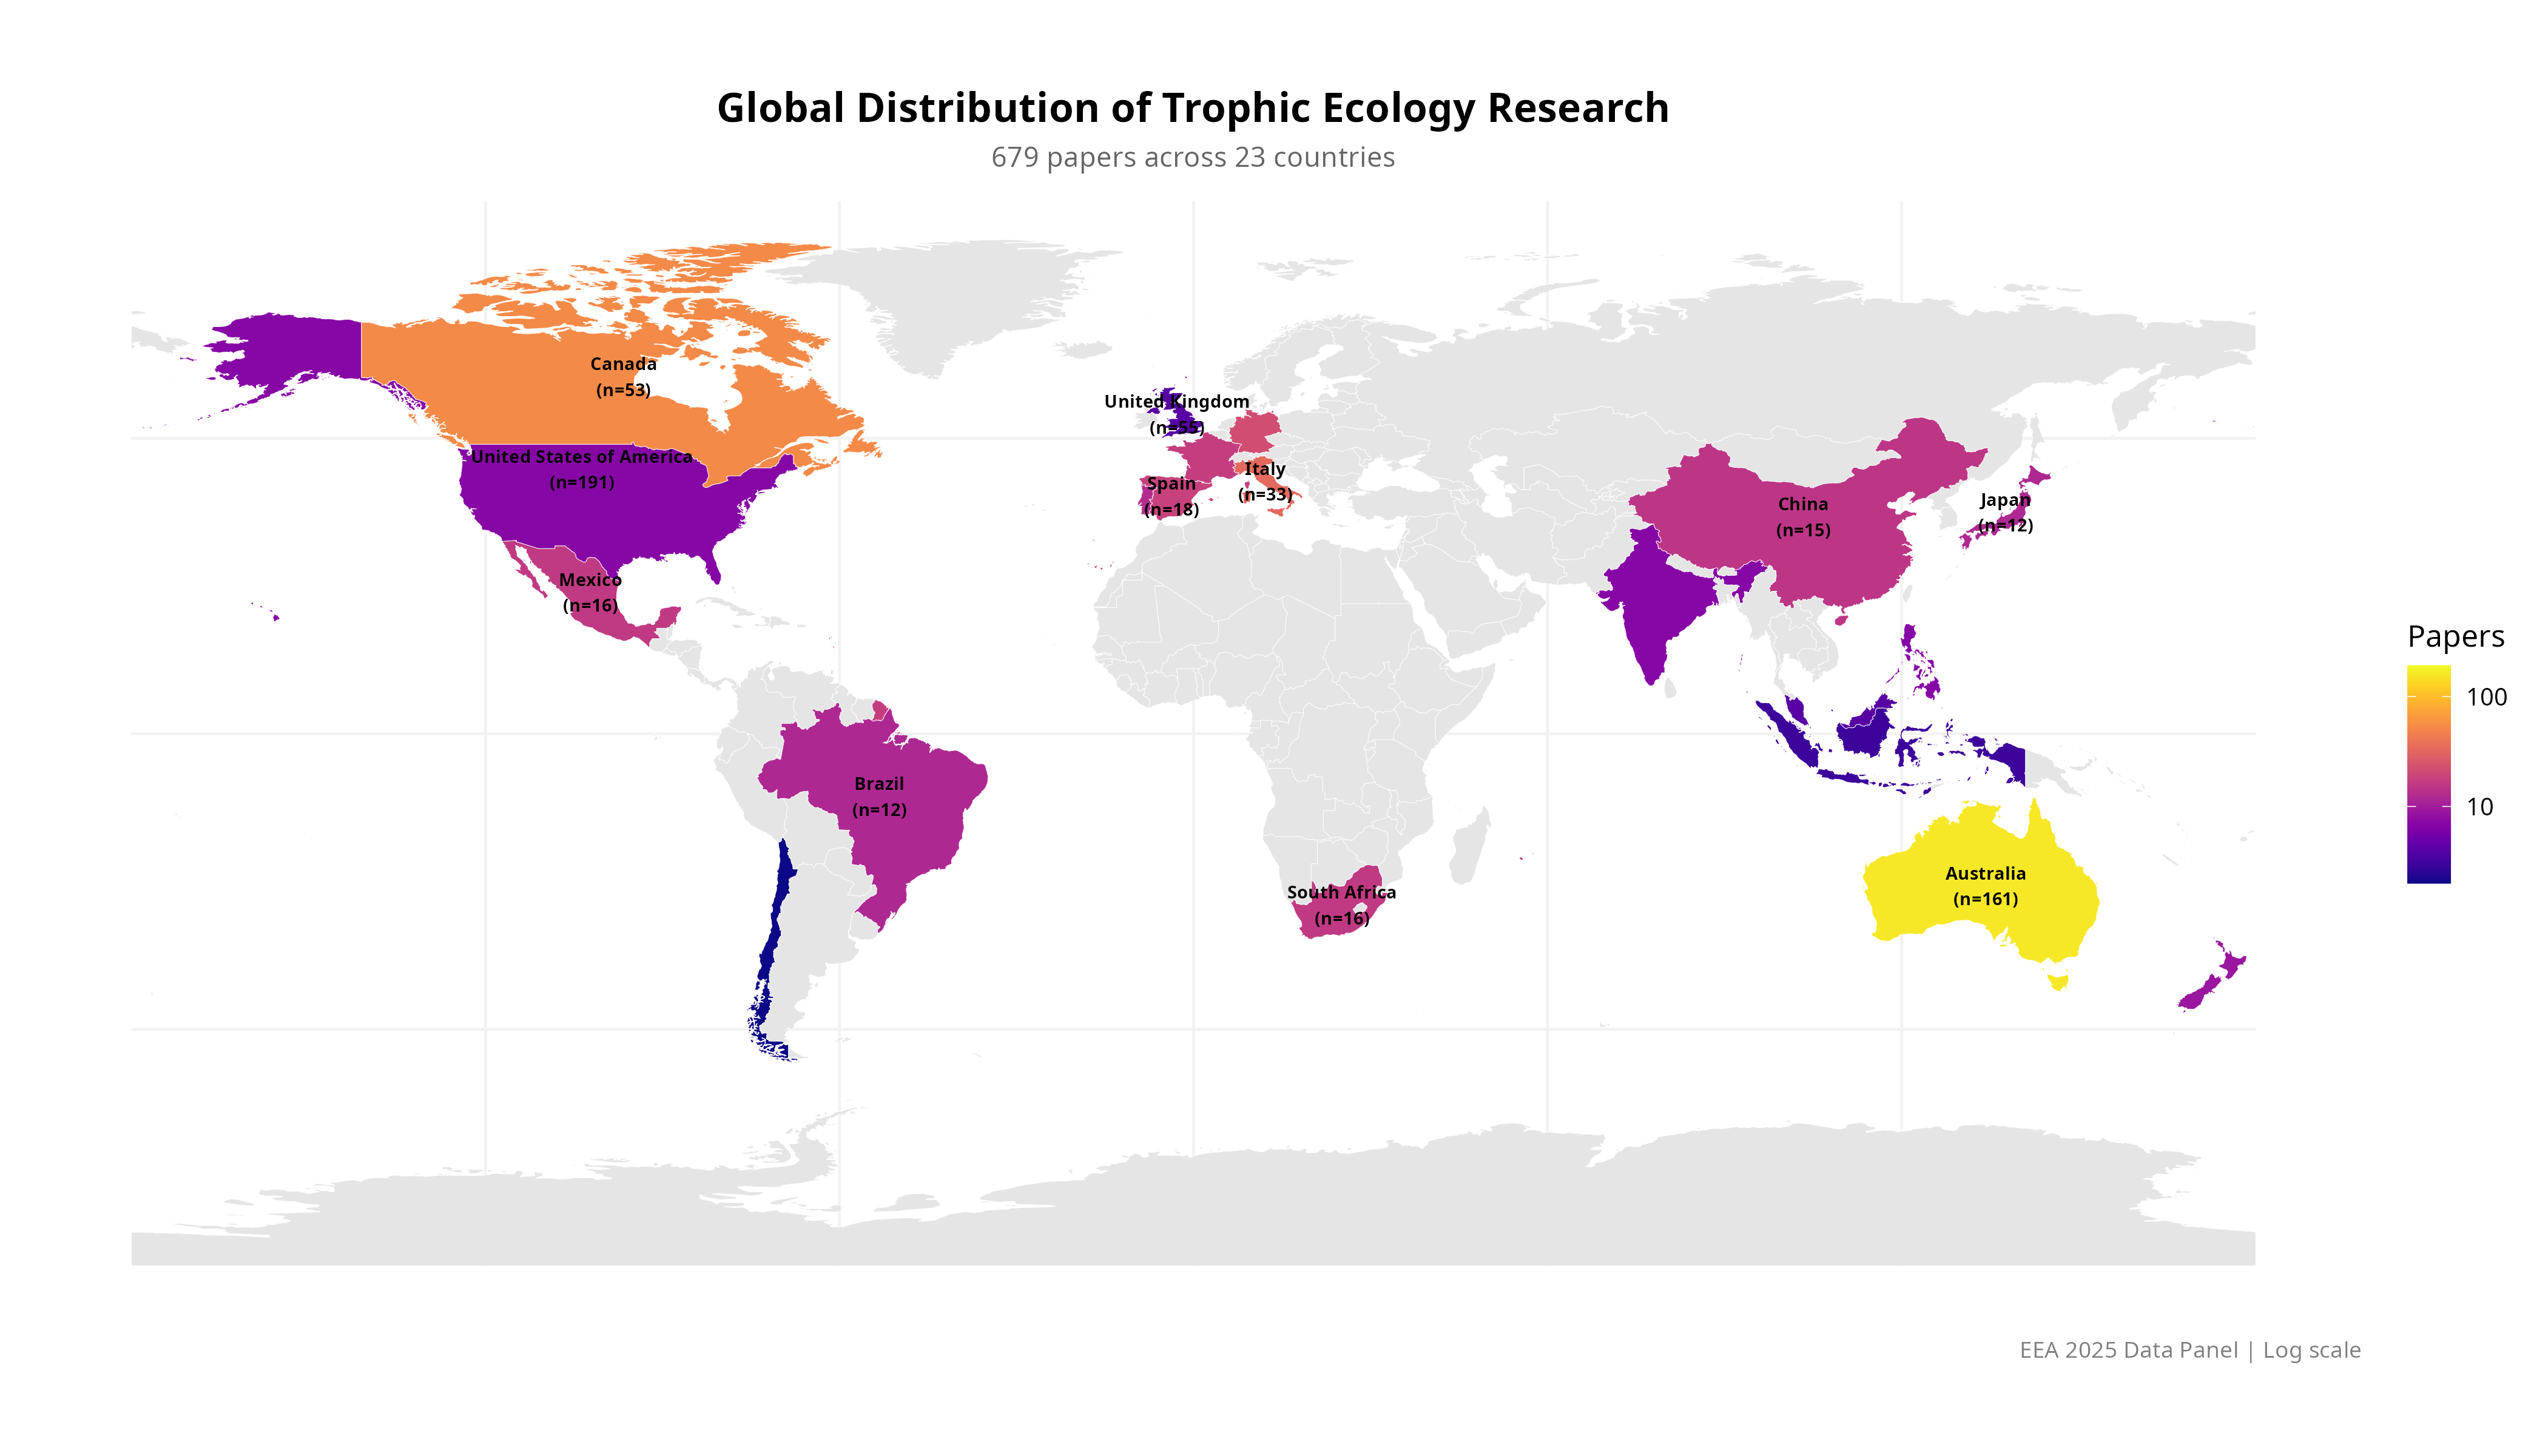 Global Distribution of Trophic Ecology Research
679 papers across 23 countries
Canada
(n=53)
United Kingdom
(n=55)
United States of America
(n=191)
Italy
(n=33)
Spain
(n=18)
China
(n=15)
Japan
(n=12)
Mexico
(n=16)
Papers
100
10
Brazil
(n=12)
Australia
(n=161)
South Africa
(n=16)
EEA 2025 Data Panel | Log scale